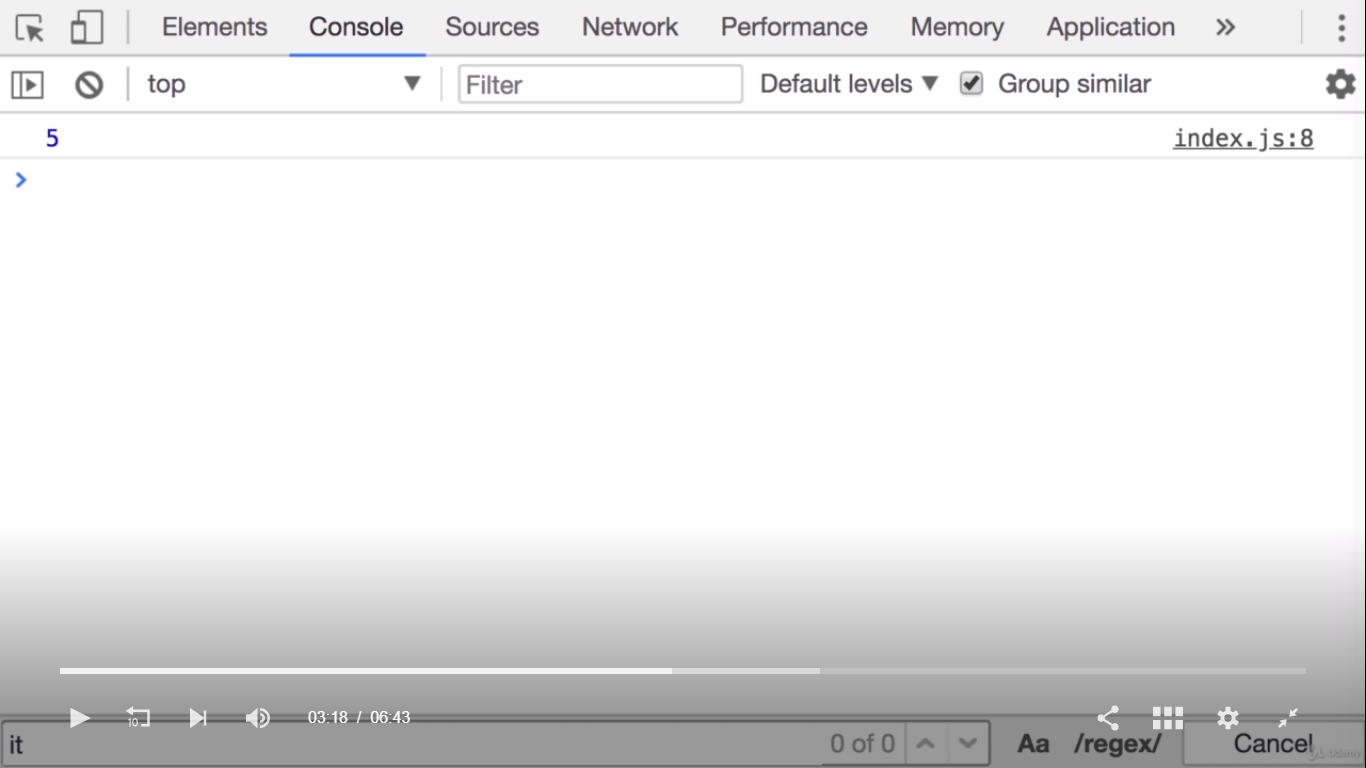 Elements Console Sources Network Performance Memory Application
top Filter Default levels Group similar
5 index.js:8
10
03:18 / 06:43
it 0 of 0 Aa /regex/ Cancel
Udemy